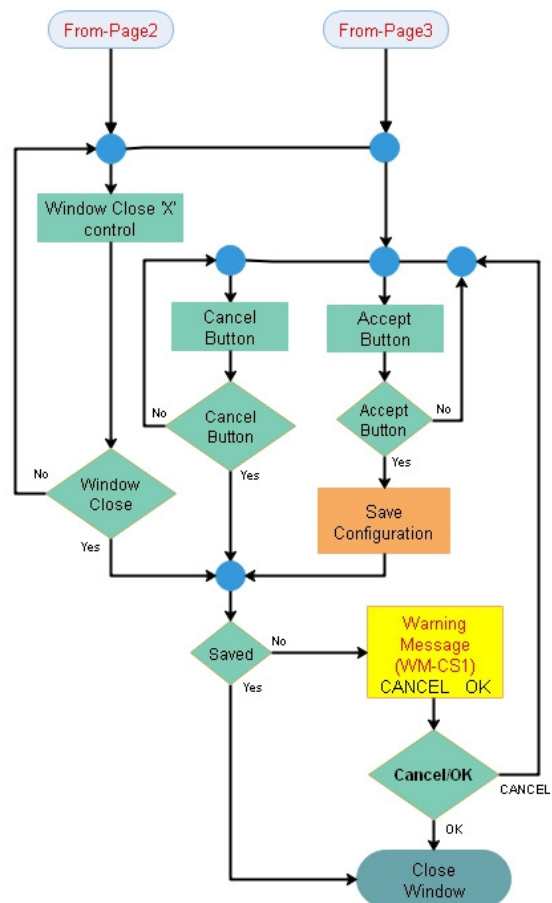 From-Page2
From-Page3
Window Close 'X'
control
Cancel
Button
Accept
Button
No
Cancel
Button
Accept
Button
No
No
Window
Close
Yes
Yes
Yes
Save
Configuration
Saved
No
Yes
Warning
Message
(WM-CS1)
CANCEL OK
Cancel/OK
CANCEL
OK
Close
Window